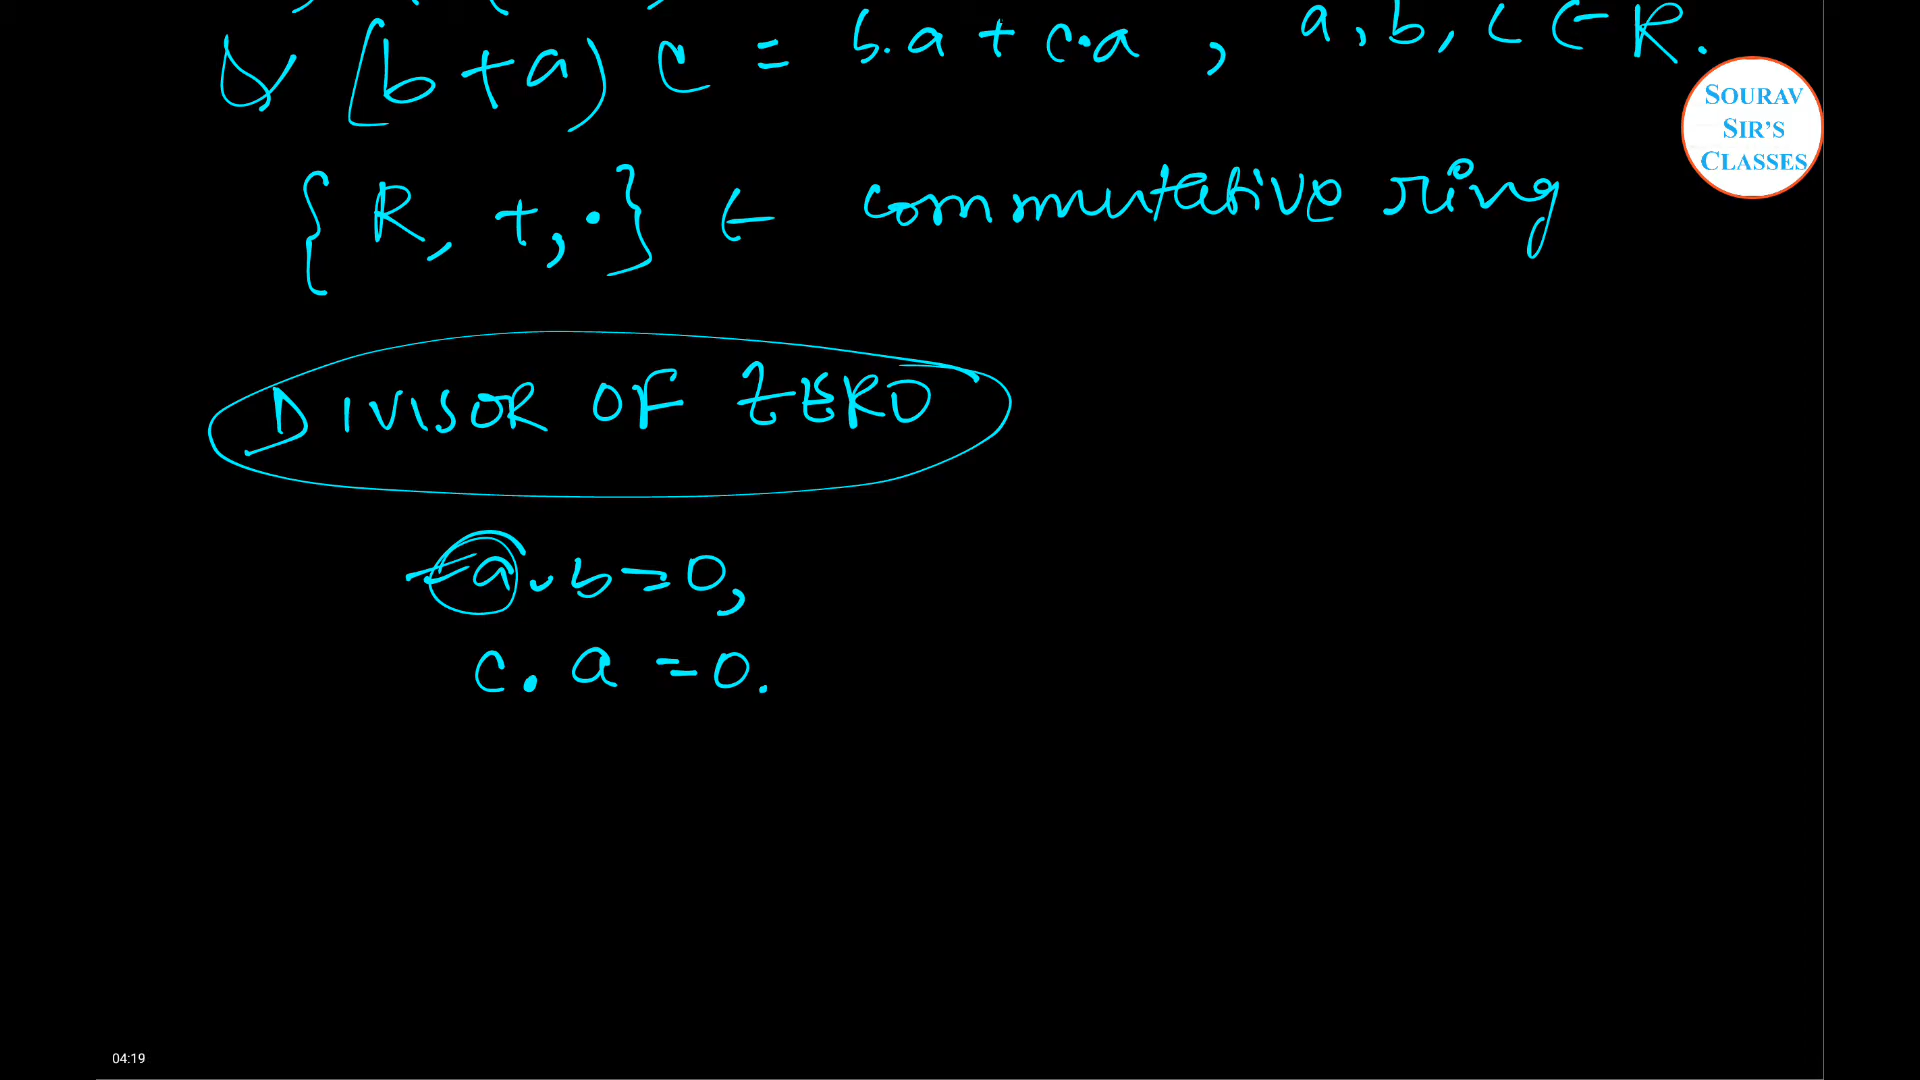 & (b+a) c = b.a + c.a , a, b, c ∈ R.
SOURAV
SIR'S
CLASSES
{R, +, .} ← commutative ring
DIVISOR OF ZERO
a.b=0,
c.a=0.
04:19